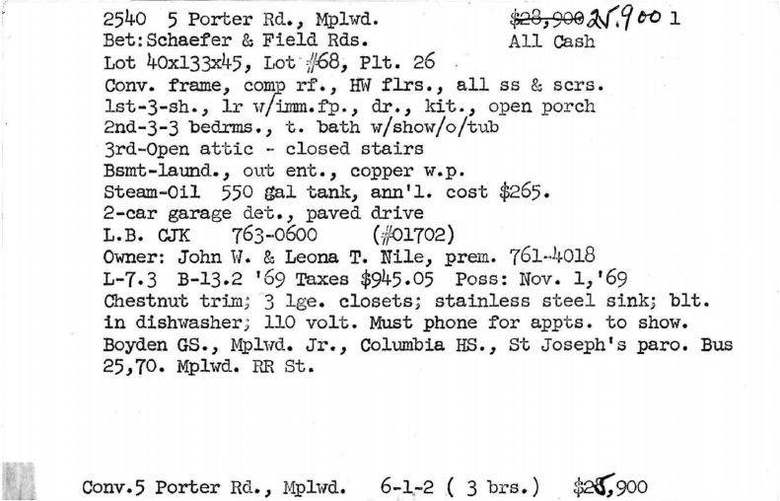 2540  5 Porter Rd., Mplwd.  $28,900 25,900 1
Bet:Schaefer & Field Rds.  All Cash
Lot 40x133x45, Lot #68, Plt. 26
Conv. frame, comp rf., HW flrs., all ss & scrs.
1st-3-sh., lr w/imm.fp., dr., kit., open porch
2nd-3-3 bedrms., t. bath w/show/o/tub
3rd-Open attic - closed stairs
Bsmt-laund., out ent., copper w.p.
Steam-Oil  550 gal tank, ann'l. cost $265.
2-car garage det., paved drive
L.B. CJK  763-0600  (#01702)
Owner: John W. & Leona T. Nile, prem. 761-4018
L-7.3  B-13.2 '69 Taxes $945.05  Poss: Nov. 1,'69
Chestnut trim; 3 lge. closets; stainless steel sink; blt.
in dishwasher; 110 volt. Must phone for appts. to show.
Boyden GS., Mplwd. Jr., Columbia HS., St Joseph's paro. Bus
25,70. Mplwd. RR St.
Conv.5 Porter Rd., Mplwd.  6-1-2 ( 3 brs.)  $25,900